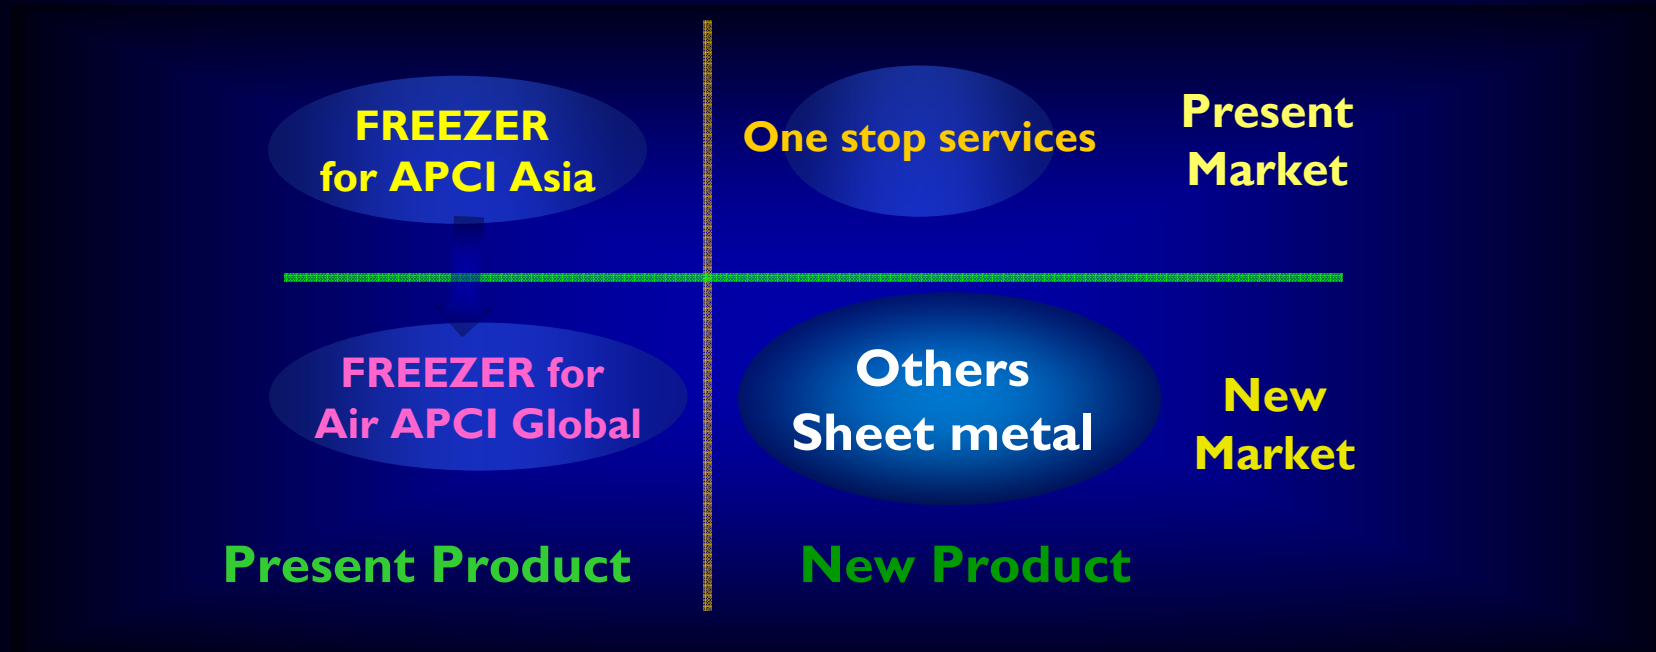 FREEZER
for APCI Asia
One stop services
Present
Market
FREEZER for
Air APCI Global
Others
Sheet metal
New
Market
Present Product
New Product